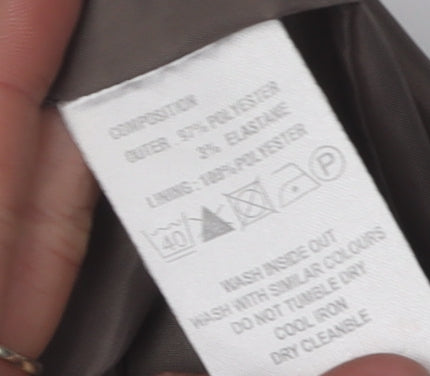 COMPOSITION
OUTER : 97% POLYESTER
3% ELASTANE
LINING : 100% POLYESTER
40 P
WASH INSIDE OUT
WASH WITH SIMILAR COLOURS
DO NOT TUMBLE DRY
COOL IRON
DRY CLEANBLE